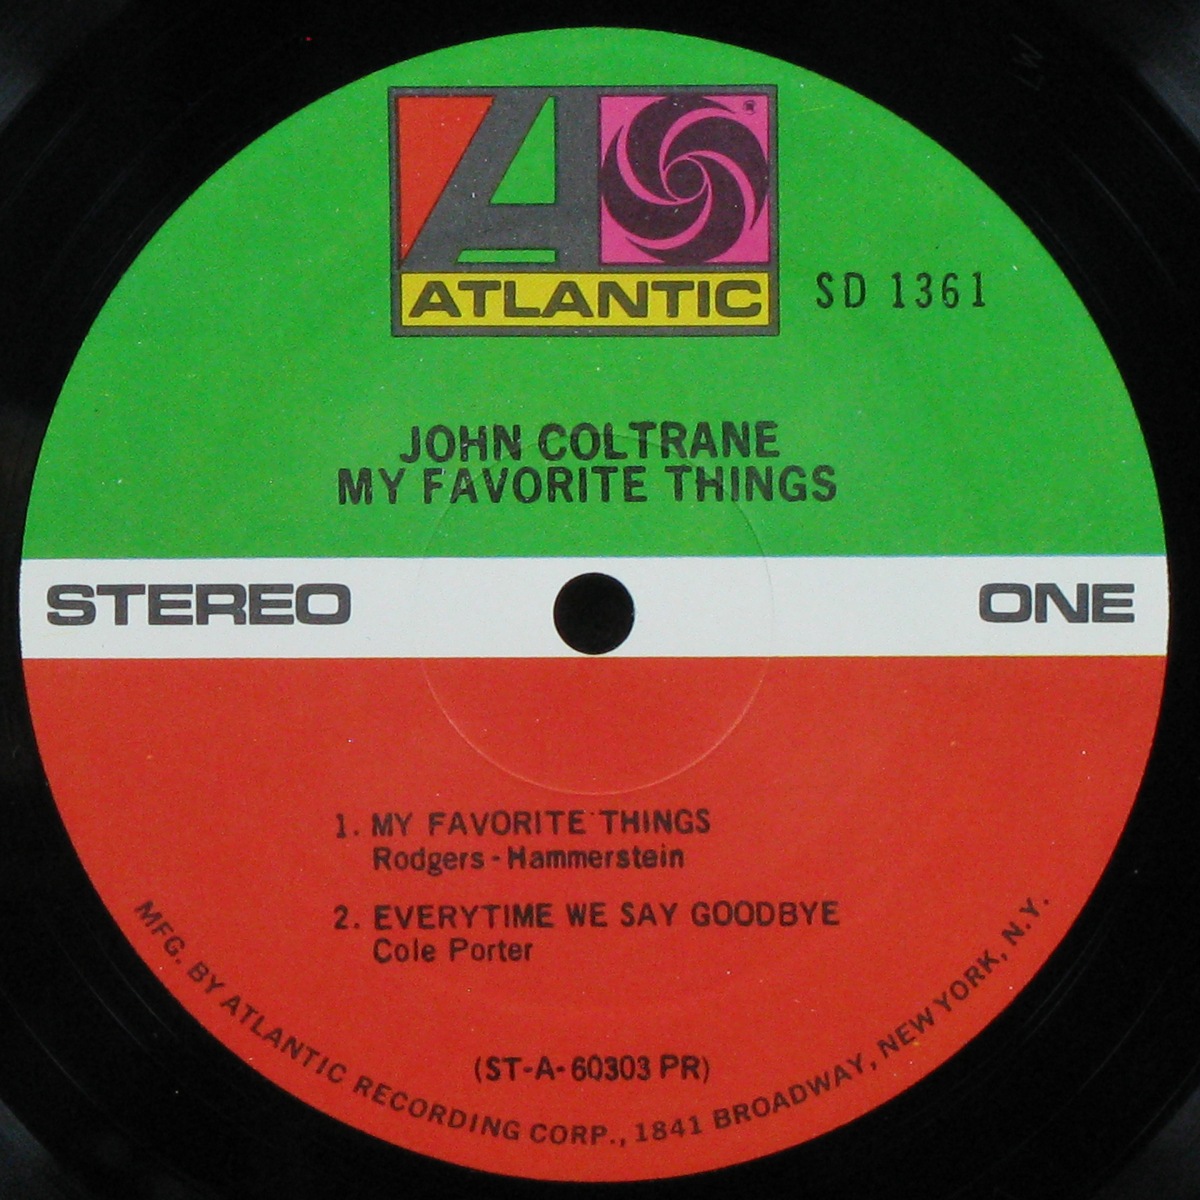 ATLANTIC
SD 1361
JOHN COLTRANE
MY FAVORITE THINGS
STEREO
ONE
1. MY FAVORITE THINGS
Rodgers - Hammerstein
2. EVERYTIME WE SAY GOODBYE
Cole Porter
(ST-A-60303 PR)
MFG. BY ATLANTIC RECORDING CORP., 1841 BROADWAY, NEW YORK, N.Y.